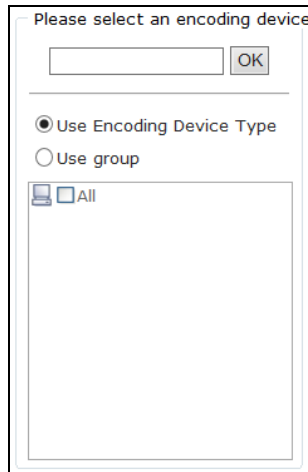 Please select an encoding device
OK
Use Encoding Device Type
Use group
All